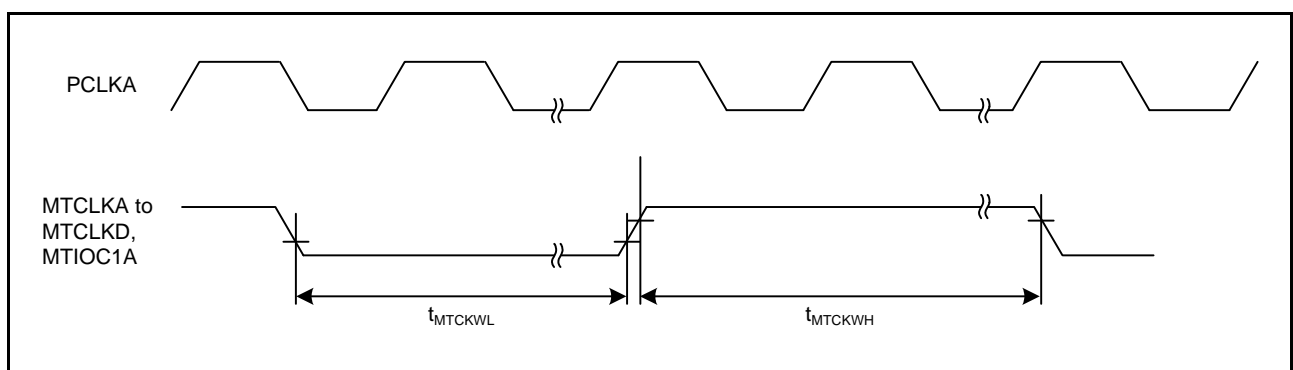 PCLKA
MTCLKA to
MTCLKD,
MTIOC1A
tMTCKWL
tMTCKWH